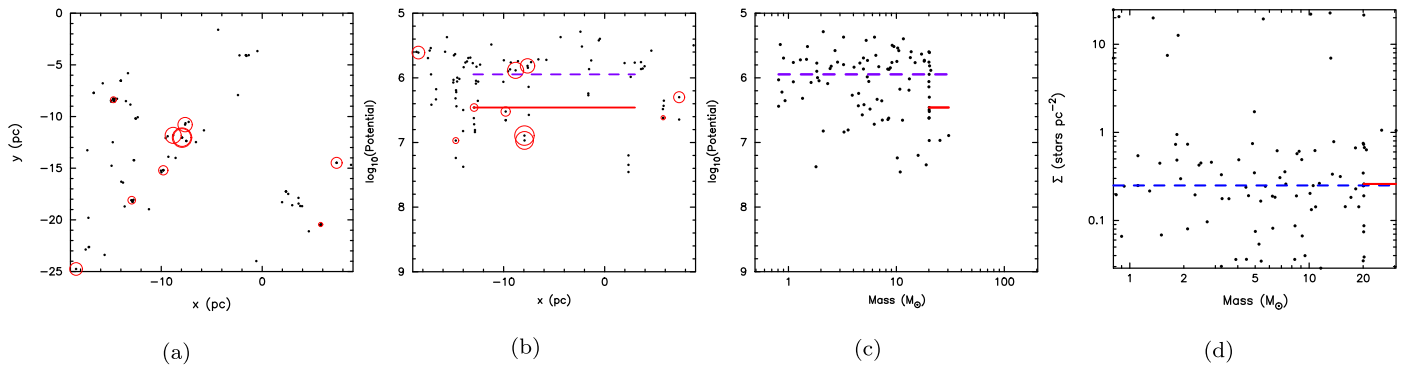 0
−5
−10
−15
−20
−25
y (pc)
−10
0
x (pc)
(a)
5
6
7
8
9
log10(Potential)
−10
0
x (pc)
(b)
5
6
7
8
9
log10(Potential)
1
10
100
Mass (M⊙)
(c)
10
1
0.1
Σ (stars pc−2)
1
2
5
10
20
Mass (M⊙)
(d)